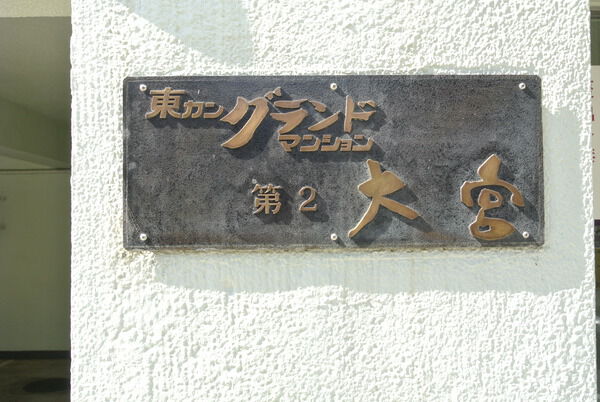 東カングランド
マンション
第2 大宮